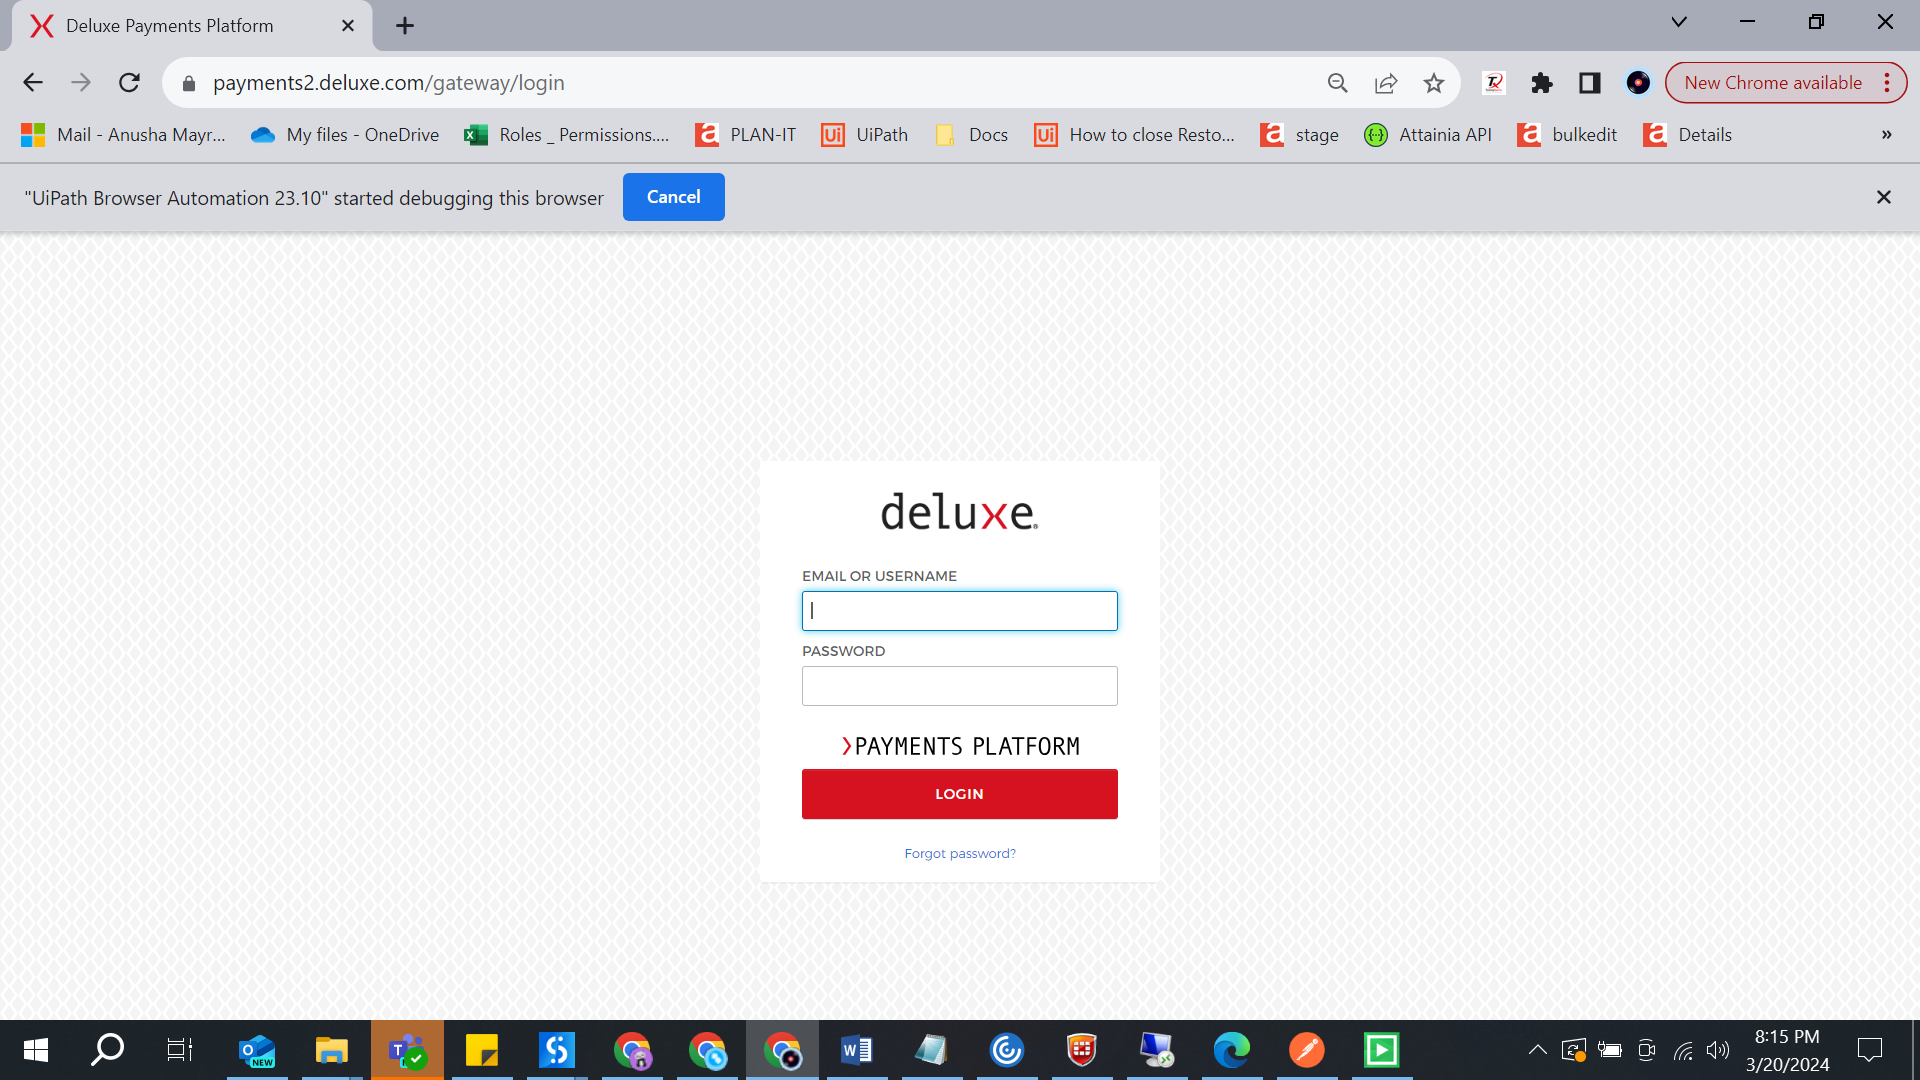 Deluxe Payments Platform
payments2.deluxe.com/gateway/login
New Chrome available
Mail - Anusha Mayr...
My files - OneDrive
Roles _ Permissions....
PLAN-IT
UiPath
Docs
How to close Resto...
stage
Attainia API
bulkedit
Details
»
"UiPath Browser Automation 23.10" started debugging this browser
Cancel
deluxe.
EMAIL OR USERNAME
PASSWORD
PAYMENTS PLATFORM
LOGIN
Forgot password?
8:15 PM
3/20/2024